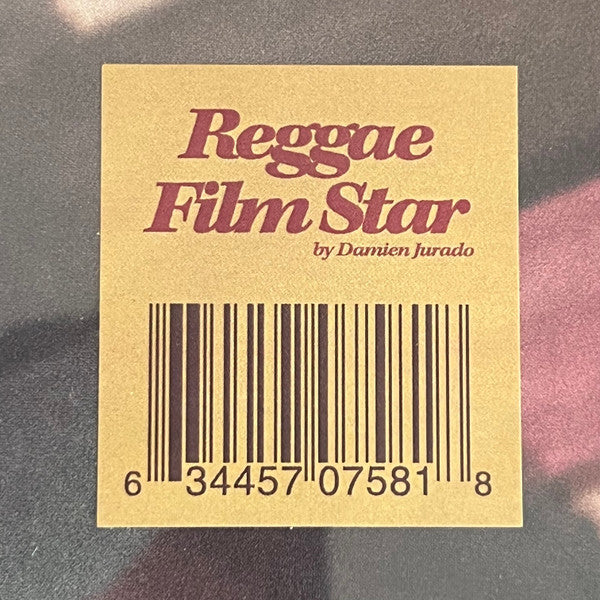 Reggae
Film Star
by Damien Jurado
6 34457 07581 8